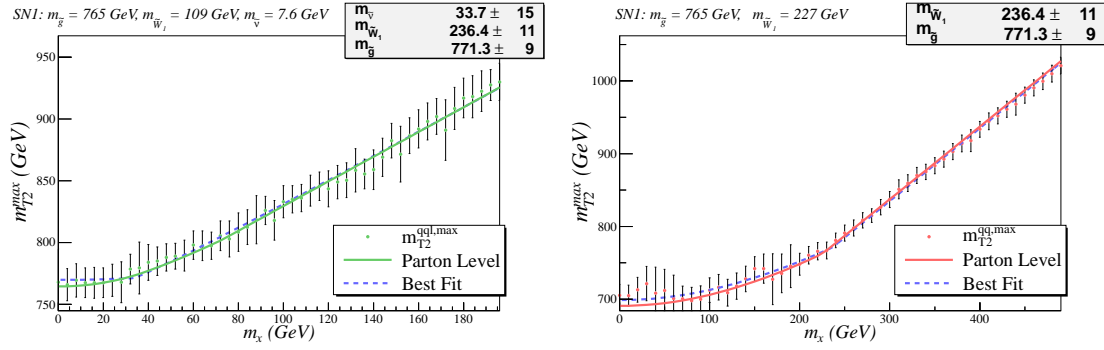 SN1: m_g̃ = 765 GeV, m_W̃₁ = 109 GeV, m_ν̃ = 7.6 GeV
m_ν̃ 33.7 ± 15
m_W̃₁ 236.4 ± 11
m_g̃ 771.3 ± 9
m_T2^max (GeV)
950
900
850
800
750
m_T2^qql,max
Parton Level
Best Fit
0 20 40 60 80 100 120 140 160 180
m_x (GeV)
SN1: m_g̃ = 765 GeV m_W̃₁ = 227 GeV
m_W̃₁ 236.4 ± 11
m_g̃ 771.3 ± 9
m_T2^max (GeV)
1000
900
800
700
m_T2^qq,max
Parton Level
Best Fit
0 100 200 300 400
m_x (GeV)